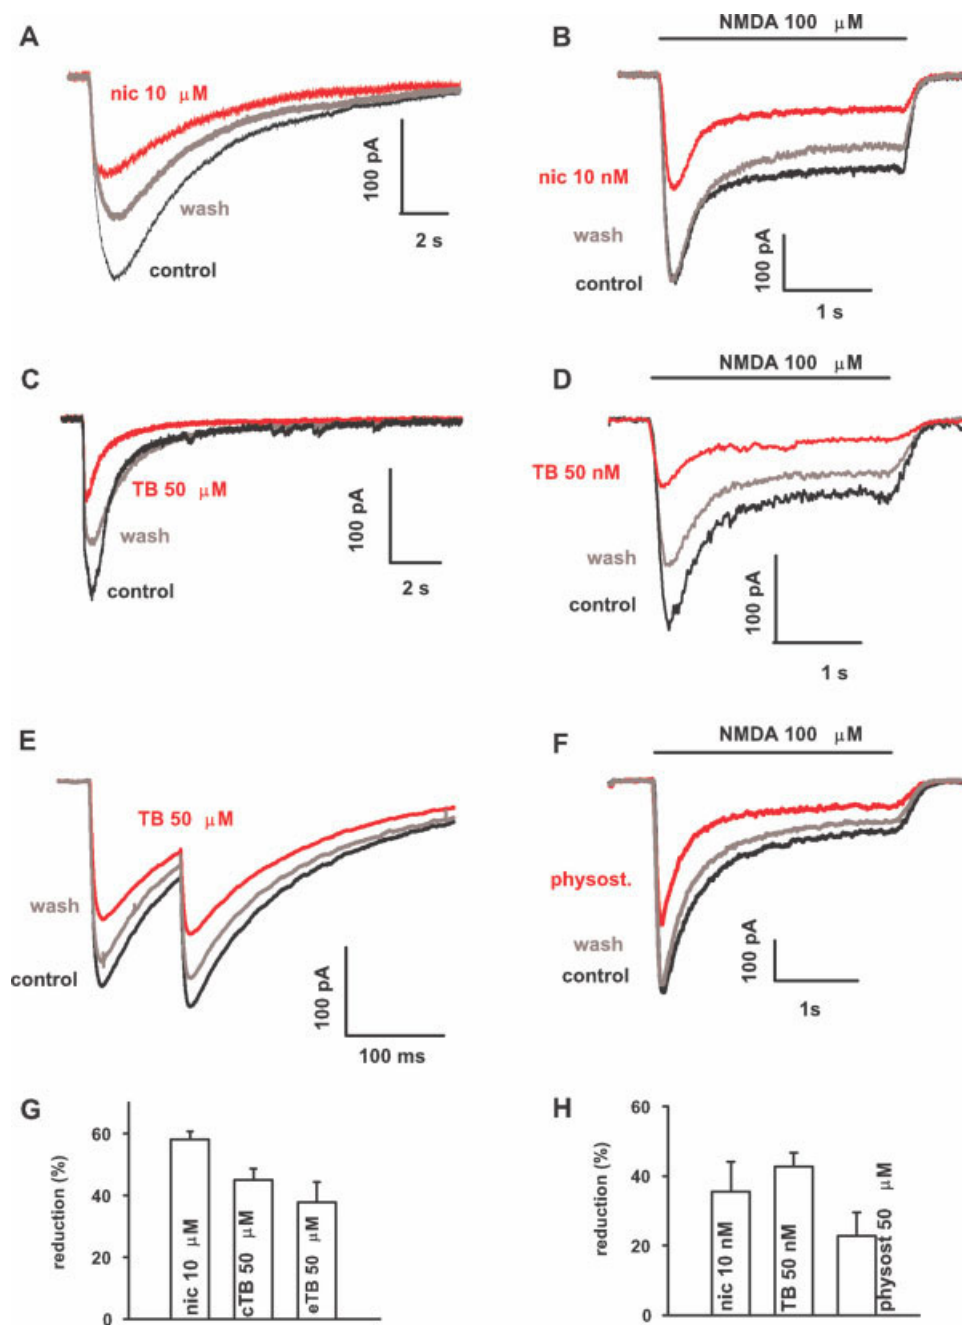 A
nic 10 μM
wash
control
100 pA
2 s
B
NMDA 100 μM
nic 10 nM
wash
control
100 pA
1 s
C
TB 50 μM
wash
control
100 pA
2 s
D
NMDA 100 μM
TB 50 nM
wash
control
100 pA
1 s
E
TB 50 μM
wash
control
100 pA
100 ms
F
NMDA 100 μM
physost.
wash
control
100 pA
1s
G
reduction (%)
60
40
20
0
nic 10 μM
cTB 50 μM
eTB 50 μM
H
reduction (%)
60
40
20
0
nic 10 nM
TB 50 nM
physost 50 μM